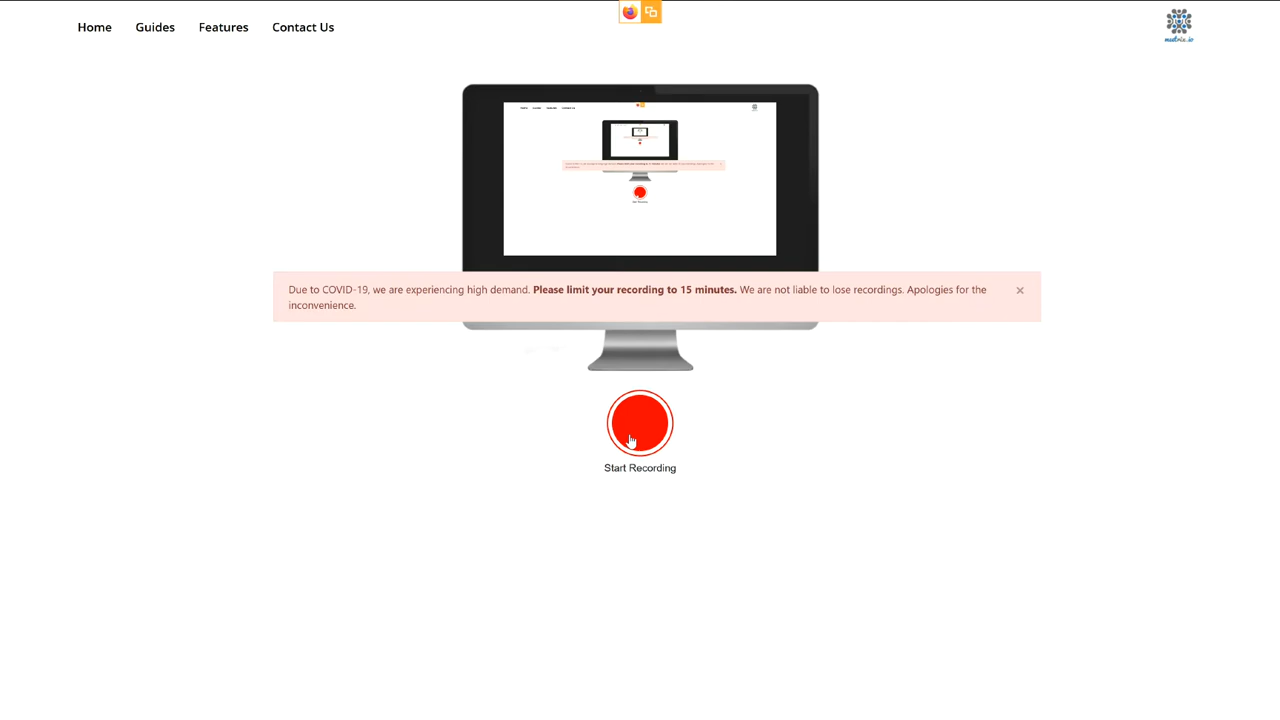 Home Guides Features Contact Us
Due to COVID-19, we are experiencing high demand. Please limit your recording to 15 minutes. We are not liable to lose recordings. Apologies for the
inconvenience.
Start Recording